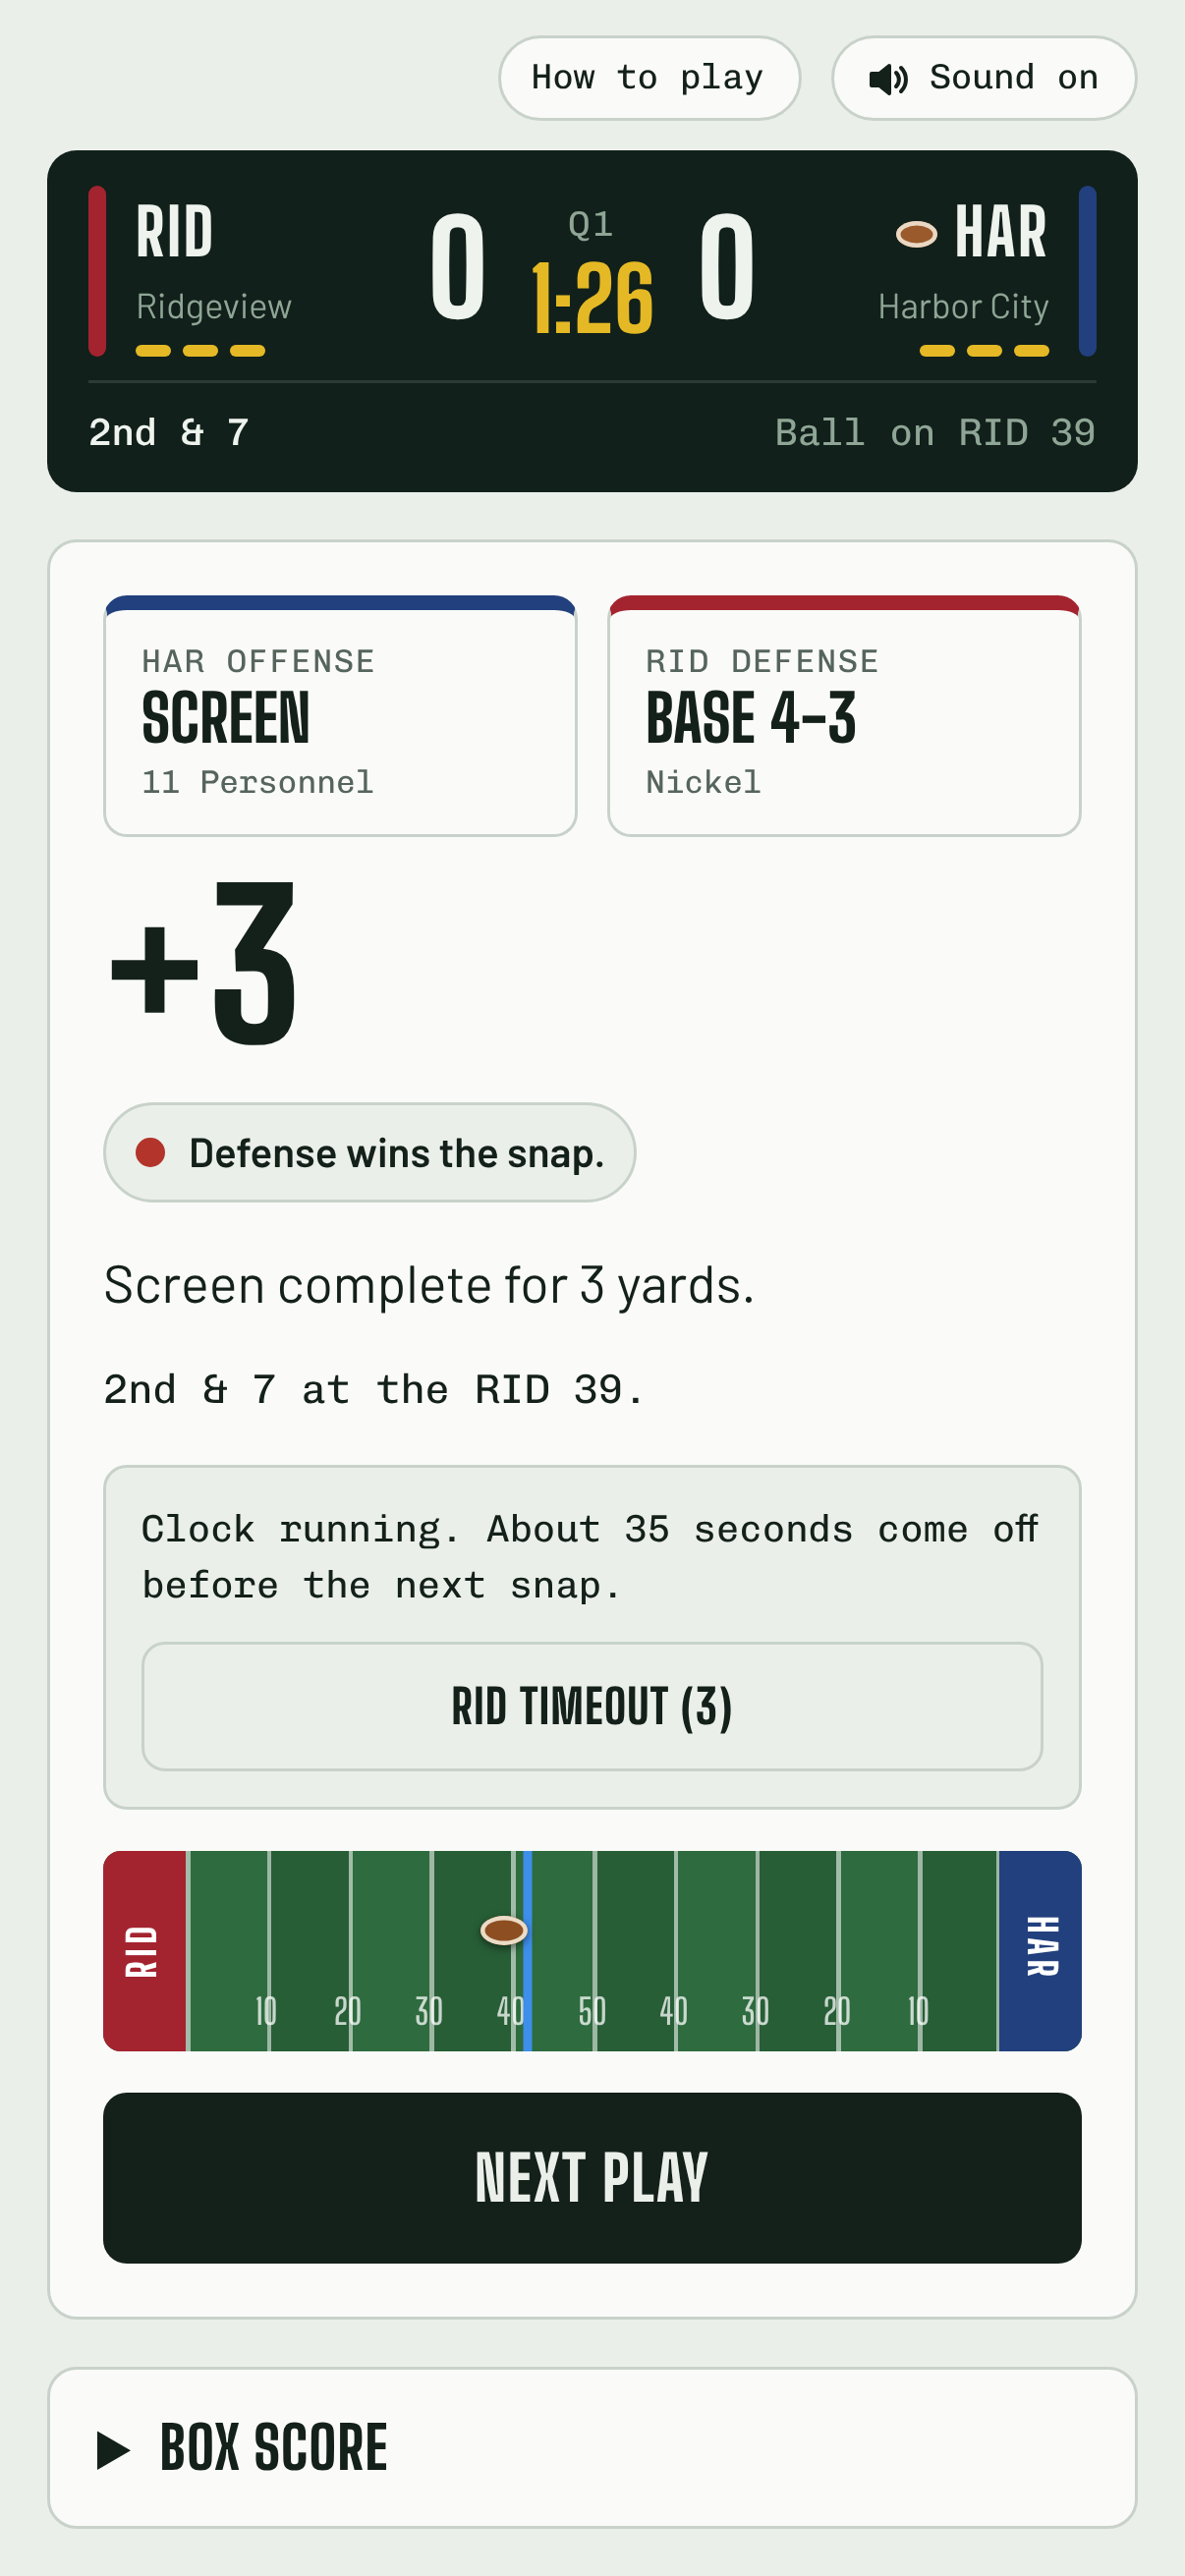 How to play
Sound on
RID
Ridgeview
0
Q1
1:26
0
HAR
Harbor City
2nd & 7
Ball on RID 39
HAR OFFENSE
SCREEN
11 Personnel
RID DEFENSE
BASE 4–3
Nickel
+3
Defense wins the snap.
Screen complete for 3 yards.
2nd & 7 at the RID 39.
Clock running. About 35 seconds come off
before the next snap.
RID TIMEOUT (3)
RID
10 20 30 40 50 40 30 20 10
HAR
NEXT PLAY
BOX SCORE